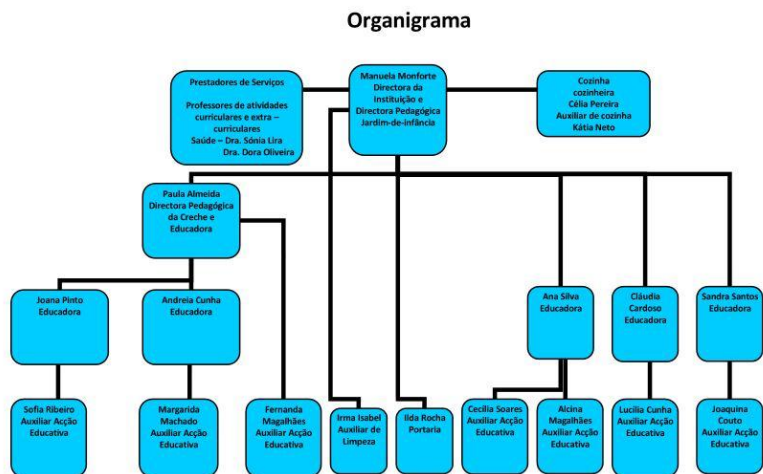 Organigrama
Prestadores de Serviços
Professores de atividades
curriculares e extra –
curriculares
Saúde – Dra. Sónia Lira
Dra. Dora Oliveira
Manuela Monforte
Directora da
Instituição e
Directora Pedagógica
Jardim-de-infância
Cozinha
cozinheira
Célia Pereira
Auxiliar de cozinha
Kátia Neto
Paula Almeida
Directora Pedagógica
da Creche e
Educadora
Joana Pinto
Educadora
Andreia Cunha
Educadora
Ana Silva
Educadora
Cláudia
Cardoso
Educadora
Sandra Santos
Educadora
Sofia Ribeiro
Auxiliar Acção
Educativa
Margarida
Machado
Auxiliar Acção
Educativa
Fernanda
Magalhães
Auxiliar Acção
Educativa
Irma Isabel
Auxiliar de
Limpeza
Ilda Rocha
Portaria
Cecília Soares
Auxiliar Acção
Educativa
Alcina
Magalhães
Auxiliar Acção
Educativa
Lucília Cunha
Auxiliar Acção
Educativa
Joaquina
Couto
Auxiliar Acção
Educativa